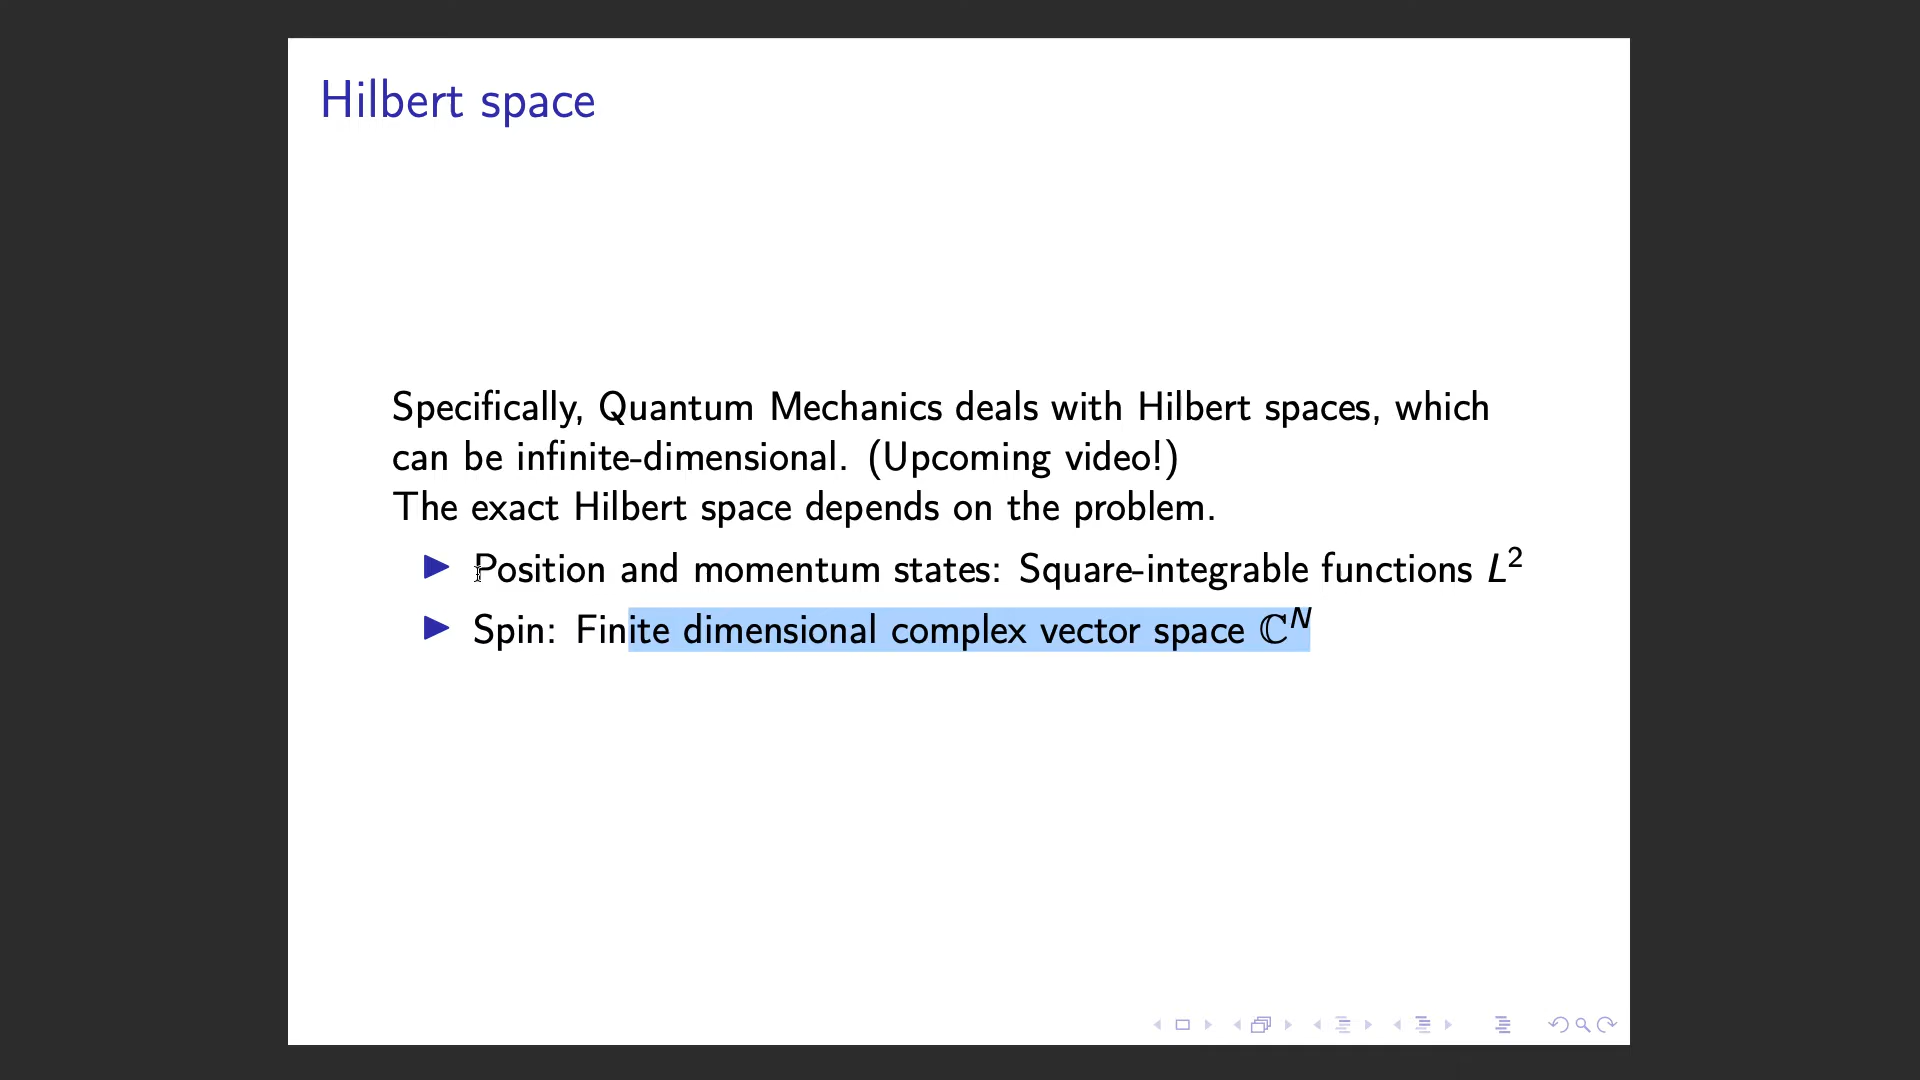 Hilbert space
Specifically, Quantum Mechanics deals with Hilbert spaces, which
can be infinite-dimensional. (Upcoming video!)
The exact Hilbert space depends on the problem.
▶ Position and momentum states: Square-integrable functions L²
▶ Spin: Finite dimensional complex vector space ℂᴺ